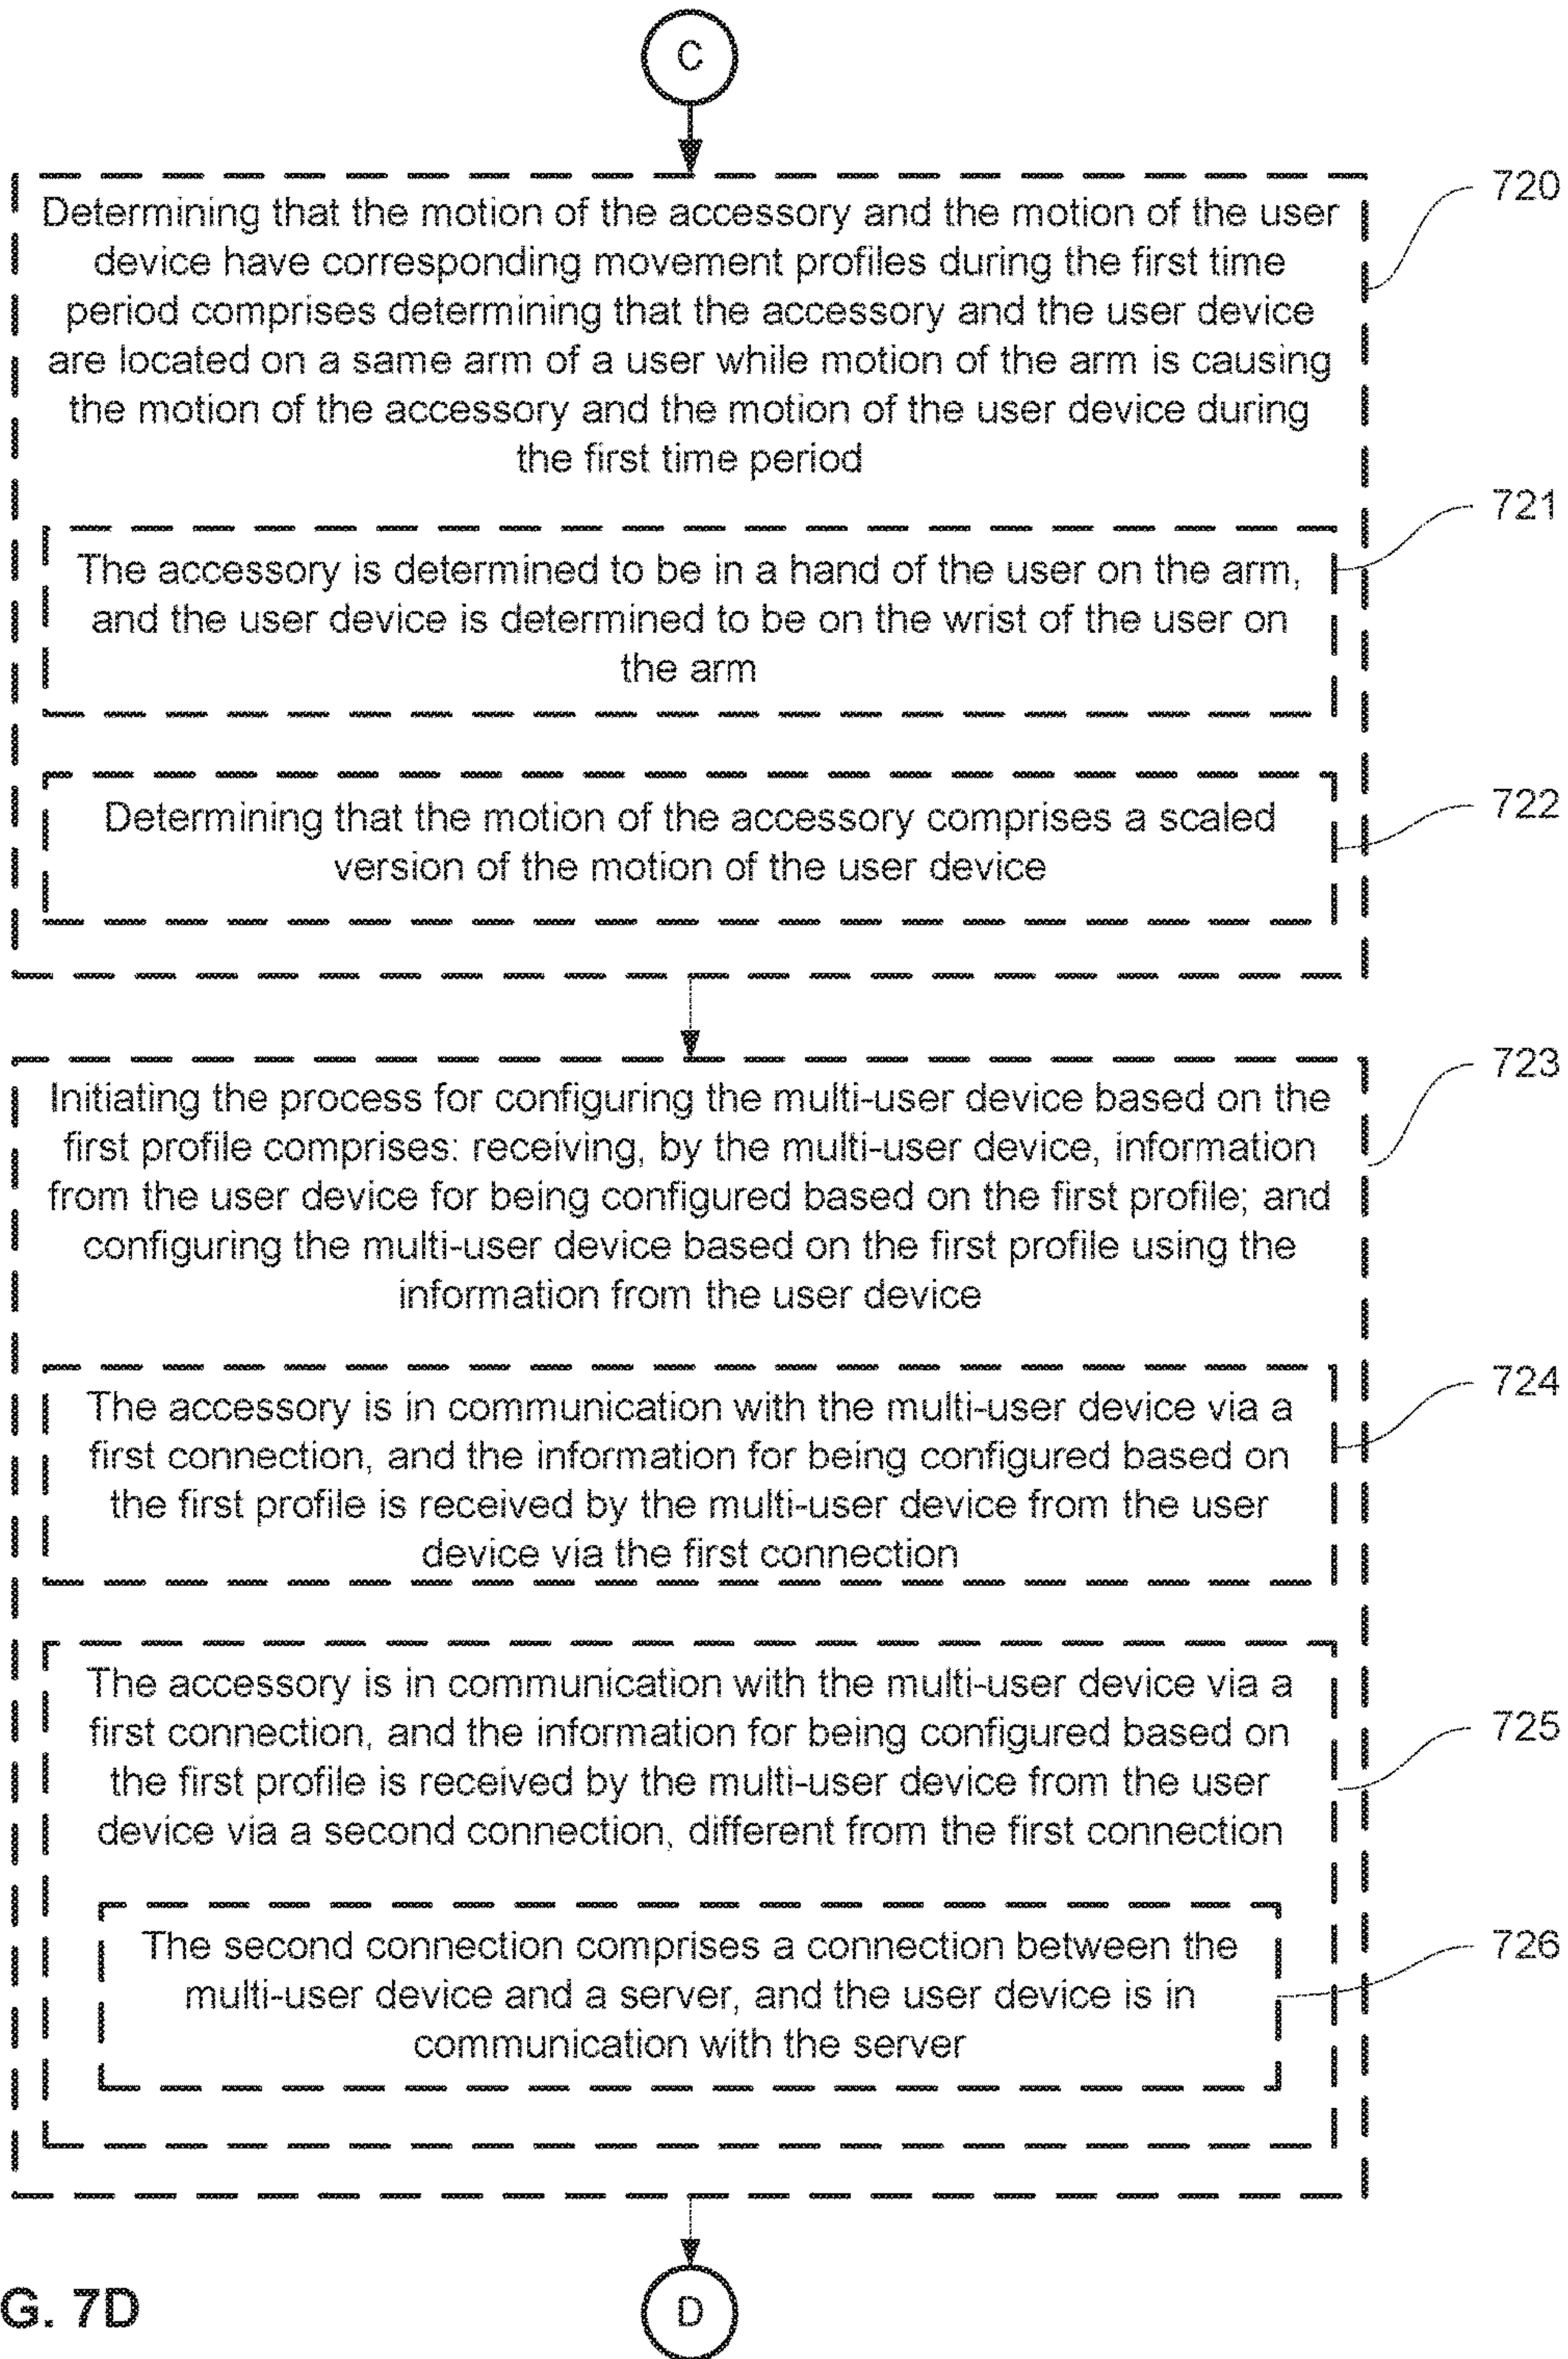 C
720
Determining that the motion of the accessory and the motion of the user
device have corresponding movement profiles during the first time
period comprises determining that the accessory and the user device
are located on a same arm of a user while motion of the arm is causing
the motion of the accessory and the motion of the user device during
the first time period
721
The accessory is determined to be in a hand of the user on the arm,
and the user device is determined to be on the wrist of the user on
the arm
722
Determining that the motion of the accessory comprises a scaled
version of the motion of the user device
723
Initiating the process for configuring the multi-user device based on the
first profile comprises: receiving, by the multi-user device, information
from the user device for being configured based on the first profile; and
configuring the multi-user device based on the first profile using the
information from the user device
724
The accessory is in communication with the multi-user device via a
first connection, and the information for being configured based on
the first profile is received by the multi-user device from the user
device via the first connection
725
The accessory is in communication with the multi-user device via a
first connection, and the information for being configured based on
the first profile is received by the multi-user device from the user
device via a second connection, different from the first connection
726
The second connection comprises a connection between the
multi-user device and a server, and the user device is in
communication with the server
G. 7D
D